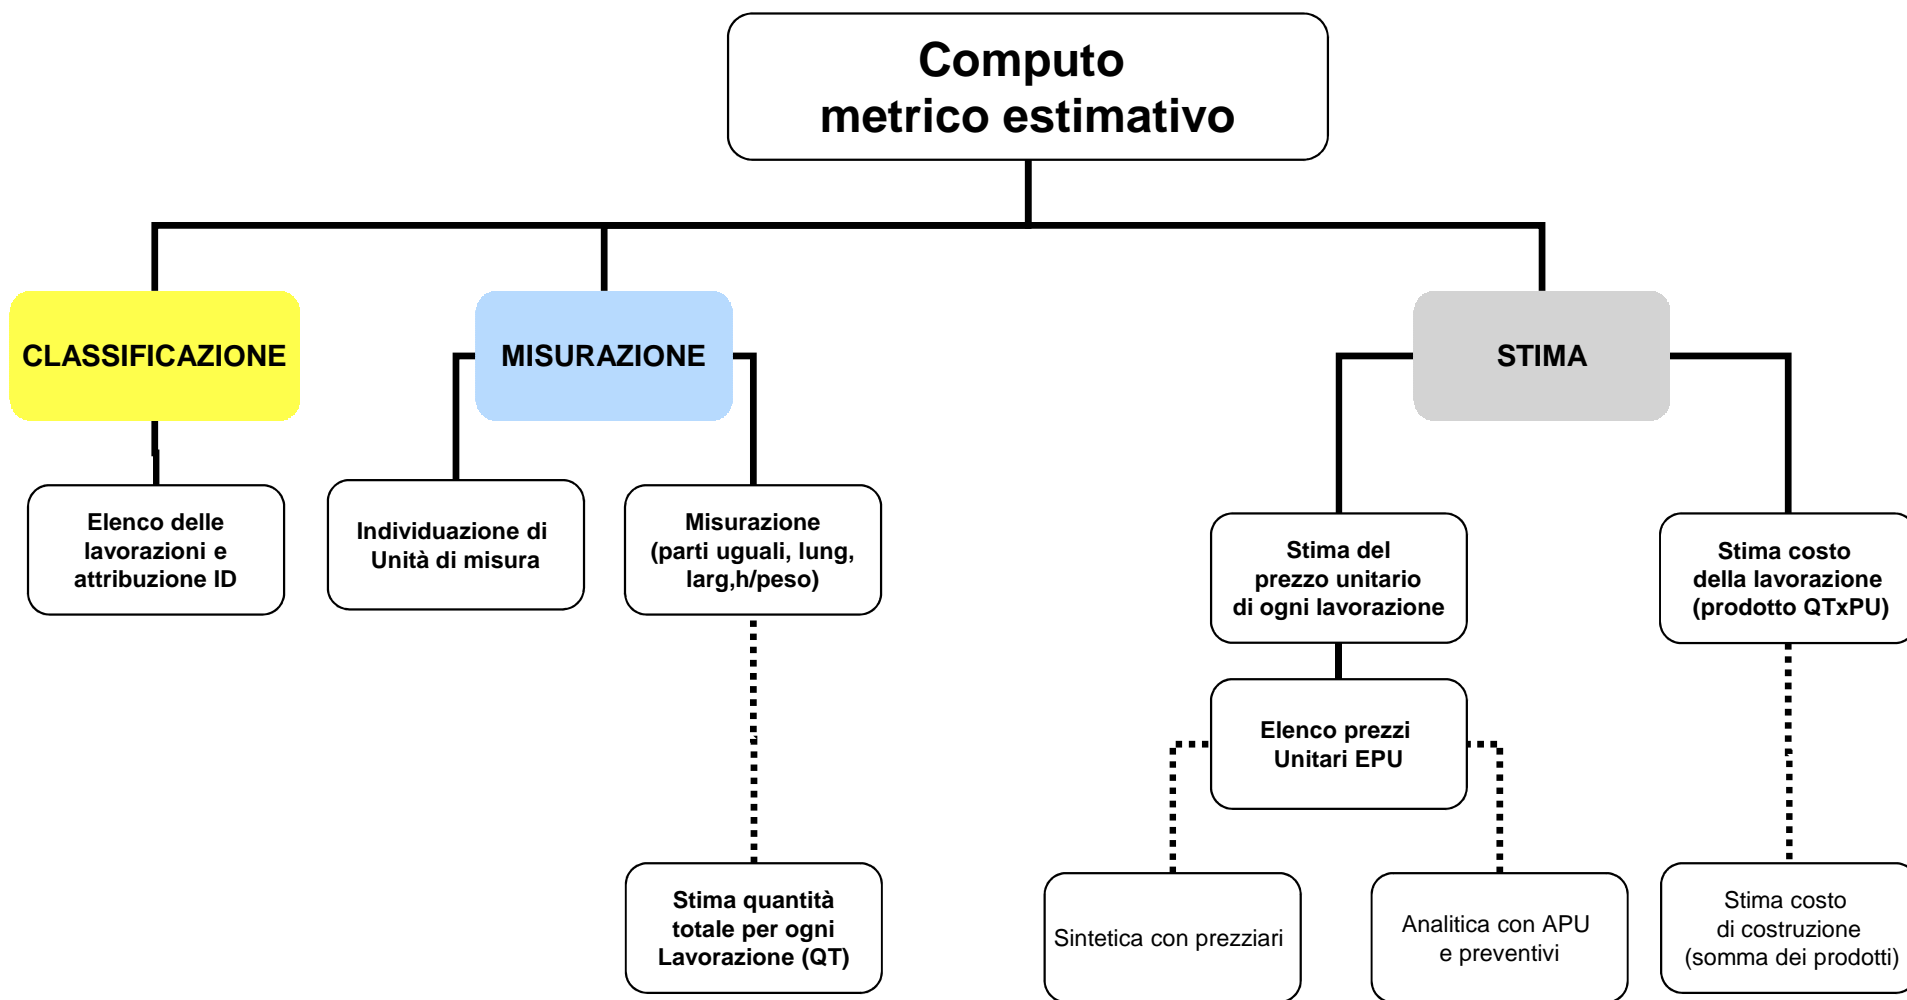 Computo
metrico estimativo
CLASSIFICAZIONE
MISURAZIONE
STIMA
Elenco delle
lavorazioni e
attribuzione ID
Individuazione di
Unità di misura
Misurazione
(parti uguali, lung,
larg,h/peso)
Stima del
prezzo unitario
di ogni lavorazione
Stima costo
della lavorazione
(prodotto QTxPU)
Elenco prezzi
Unitari EPU
Stima quantità
totale per ogni
Lavorazione (QT)
Sintetica con prezziari
Analitica con APU
e preventivi
Stima costo
di costruzione
(somma dei prodotti)